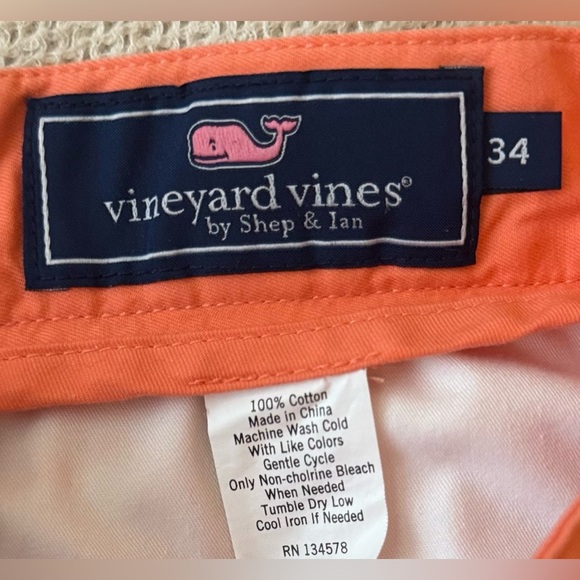 vineyard vines®
by Shep & Ian
34
100% Cotton
Made in China
Machine Wash Cold
With Like Colors
Gentle Cycle
Only Non-cholrine Bleach
When Needed
Tumble Dry Low
Cool Iron If Needed
RN 134578